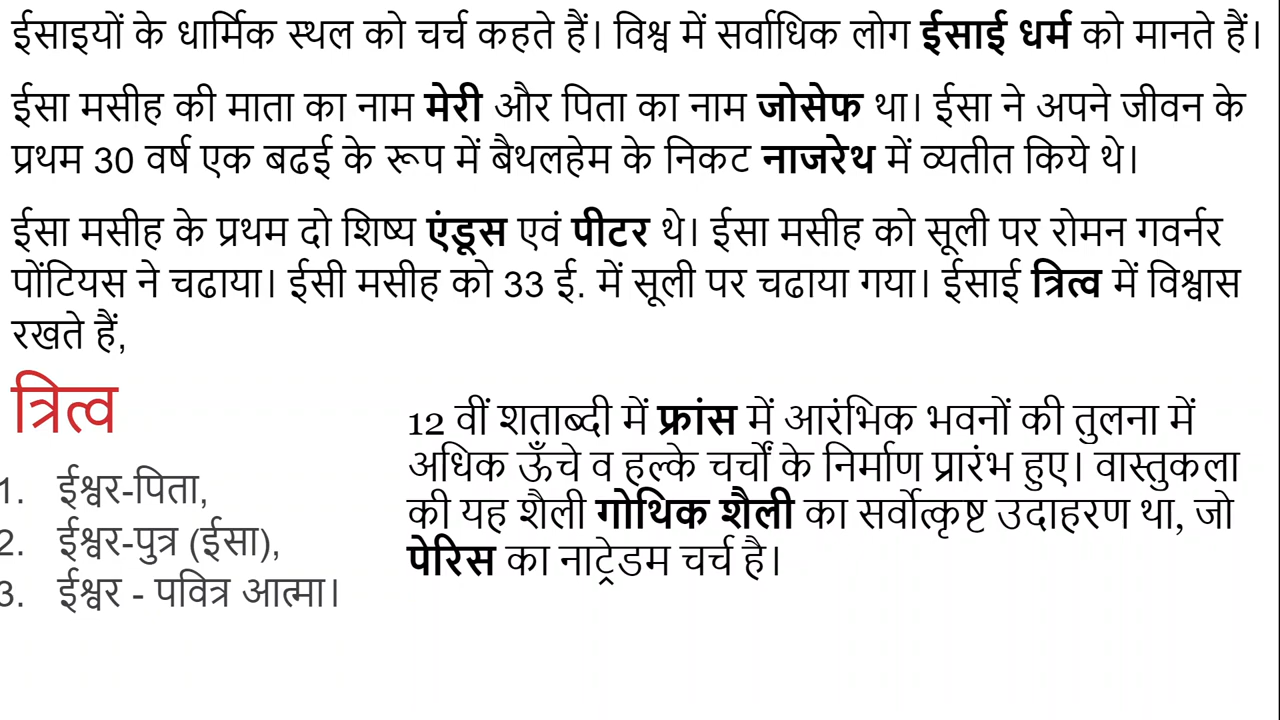 ईसाइयों के धार्मिक स्थल को चर्च कहते हैं। विश्व में सर्वाधिक लोग ईसाई धर्म को मानते हैं।
ईसा मसीह की माता का नाम मेरी और पिता का नाम जोसेफ था। ईसा ने अपने जीवन के
प्रथम 30 वर्ष एक बढई के रूप में बैथलहेम के निकट नाजरेथ में व्यतीत किये थे।
ईसा मसीह के प्रथम दो शिष्य एंडूस एवं पीटर थे। ईसा मसीह को सूली पर रोमन गवर्नर
पोंटियस ने चढाया। ईसी मसीह को 33 ई. में सूली पर चढाया गया। ईसाई त्रित्व में विश्वास
रखते हैं,
त्रित्व
1. ईश्वर-पिता,
2. ईश्वर-पुत्र (ईसा),
3. ईश्वर - पवित्र आत्मा।
12 वीं शताब्दी में फ्रांस में आरंभिक भवनों की तुलना में
अधिक ऊँचे व हल्के चर्चों के निर्माण प्रारंभ हुए। वास्तुकला
की यह शैली गोथिक शैली का सर्वोत्कृष्ट उदाहरण था, जो
पेरिस का नाट्रेडम चर्च है।